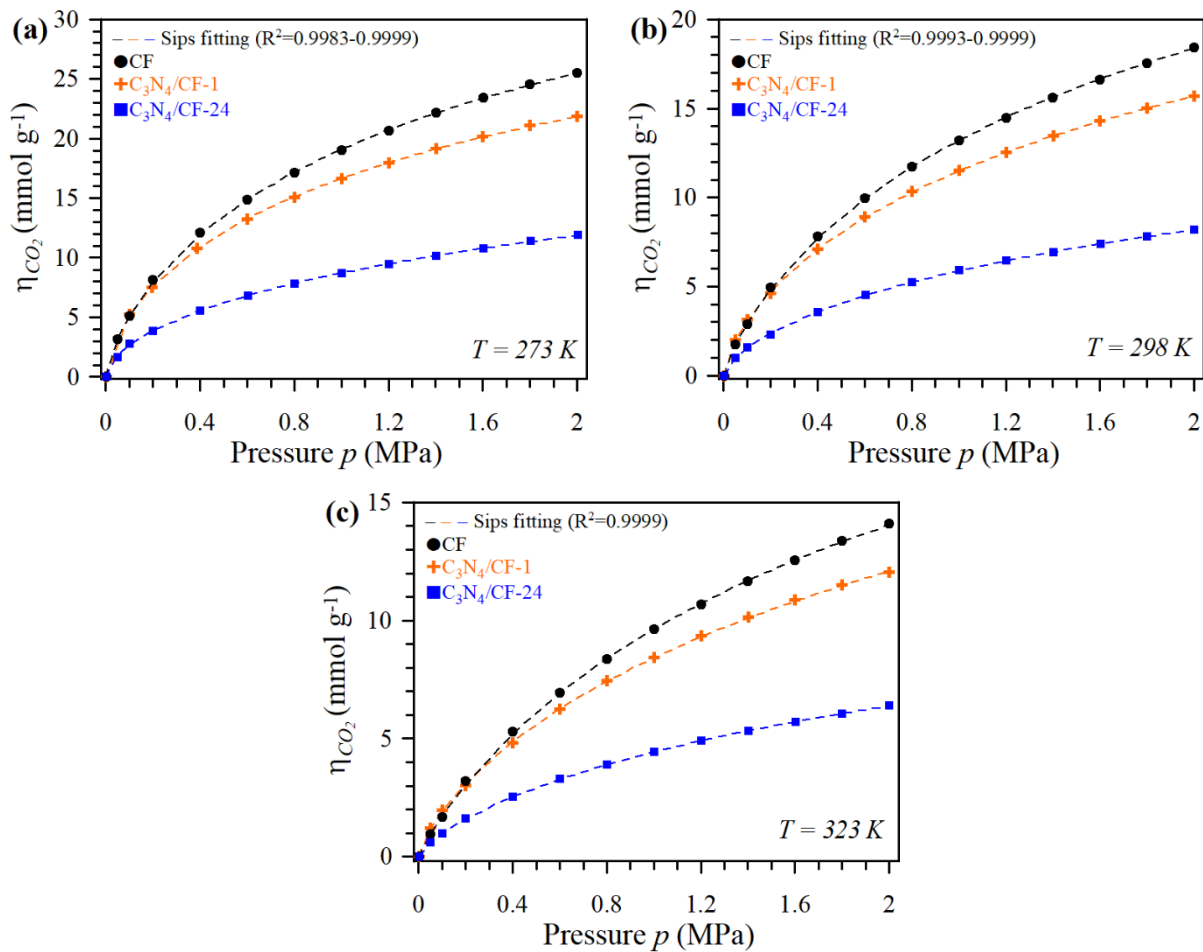 (a)
Sips fitting (R²=0.9983-0.9999)
CF
C₃N₄/CF-1
C₃N₄/CF-24
30
25
20
15
10
5
0
η_CO₂ (mmol g⁻¹)
T = 273 K
0 0.4 0.8 1.2 1.6 2
Pressure p (MPa)
(b)
Sips fitting (R²=0.9993-0.9999)
CF
C₃N₄/CF-1
C₃N₄/CF-24
20
15
10
5
0
η_CO₂ (mmol g⁻¹)
T = 298 K
0 0.4 0.8 1.2 1.6 2
Pressure p (MPa)
(c)
Sips fitting (R²=0.9999)
CF
C₃N₄/CF-1
C₃N₄/CF-24
15
10
5
0
η_CO₂ (mmol g⁻¹)
T = 323 K
0 0.4 0.8 1.2 1.6 2
Pressure p (MPa)